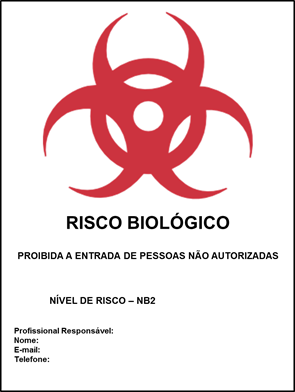 RISCO BIOLÓGICO
PROIBIDA A ENTRADA DE PESSOAS NÃO AUTORIZADAS
NÍVEL DE RISCO – NB2
Profissional Responsável:
Nome:
E-mail:
Telefone: